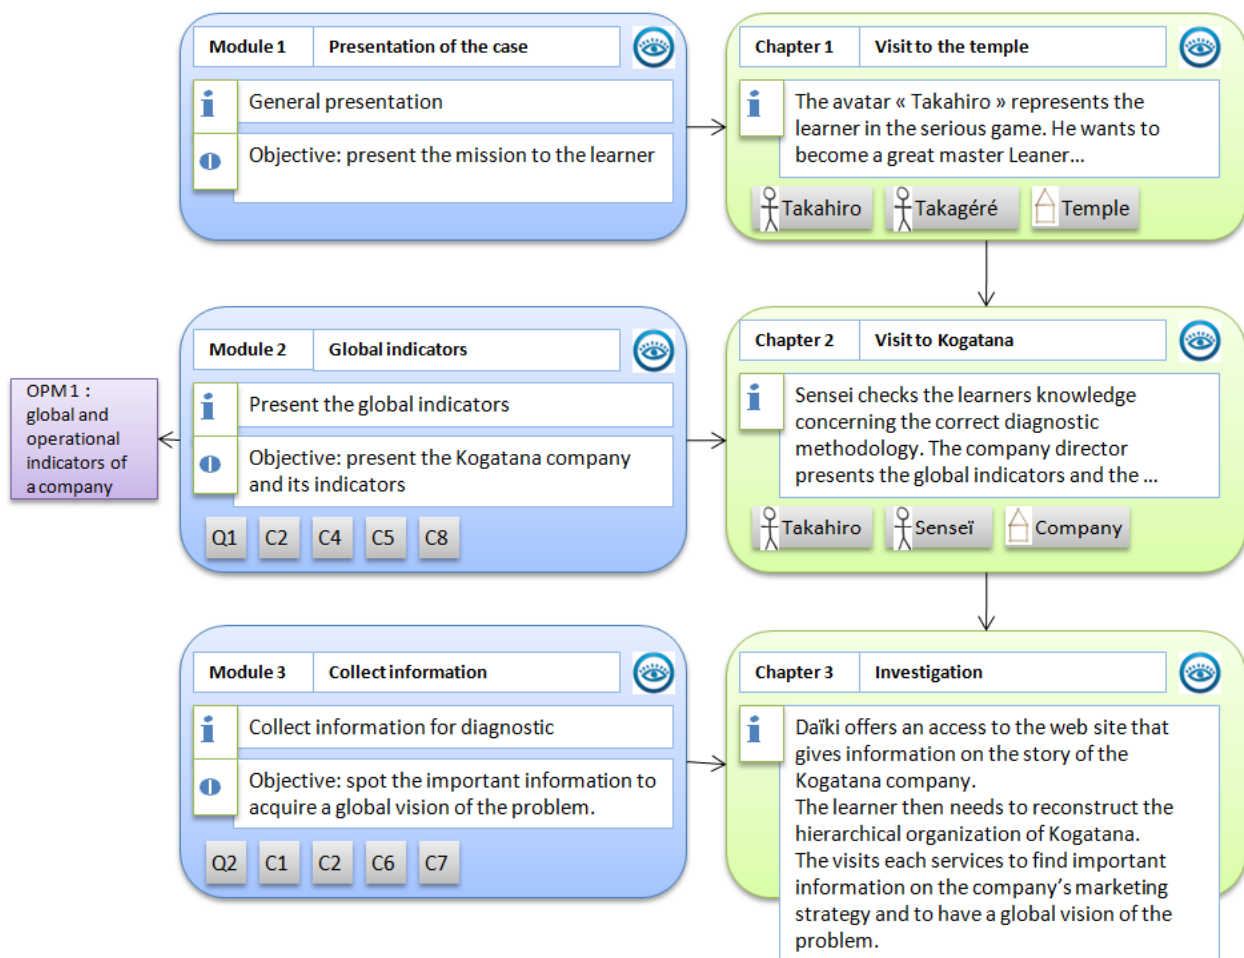 Module 1 Presentation of the case
General presentation
Objective: present the mission to the learner
Chapter 1 Visit to the temple
The avatar « Takahiro » represents the
learner in the serious game. He wants to
become a great master Leaner...
Takahiro Takagéré Temple
OPM 1 :
global and
operational
indicators of
a company
Module 2 Global indicators
Present the global indicators
Objective: present the Kogatana company
and its indicators
Q1 C2 C4 C5 C8
Chapter 2 Visit to Kogatana
Sensei checks the learners knowledge
concerning the correct diagnostic
methodology. The company director
presents the global indicators and the ...
Takahiro Senseï Company
Module 3 Collect information
Collect information for diagnostic
Objective: spot the important information to
acquire a global vision of the problem.
Q2 C1 C2 C6 C7
Chapter 3 Investigation
Daïki offers an access to the web site that
gives information on the story of the
Kogatana company.
The learner then needs to reconstruct the
hierarchical organization of Kogatana.
The visits each services to find important
information on the company's marketing
strategy and to have a global vision of the
problem.